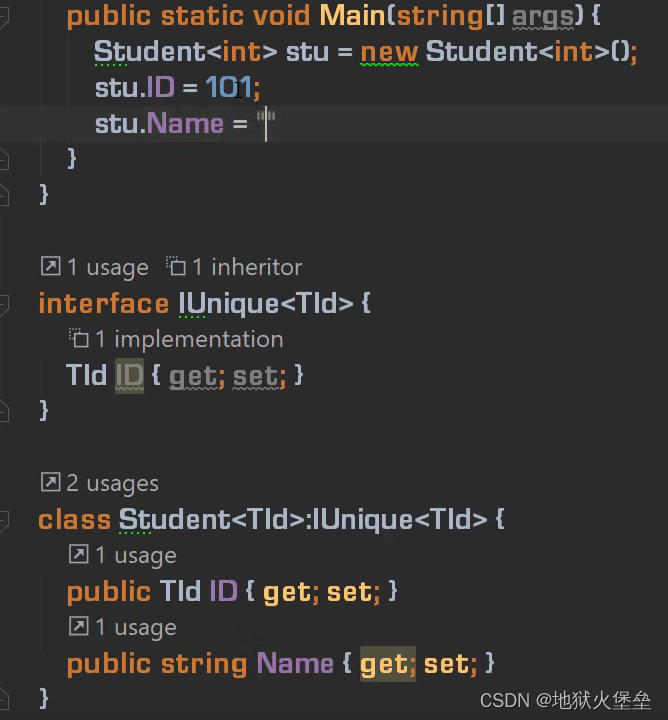 public static void Main(string[] args) {
Student<int> stu = new Student<int>();
stu.ID = 101;
stu.Name = ""
}
}
1 usage 1 inheritor
interface IUnique<TId> {
1 implementation
TId ID { get; set; }
}
2 usages
class Student<TId>:IUnique<TId> {
1 usage
public TId ID { get; set; }
1 usage
public string Name { get; set; }
}
CSDN @地狱火堡垒